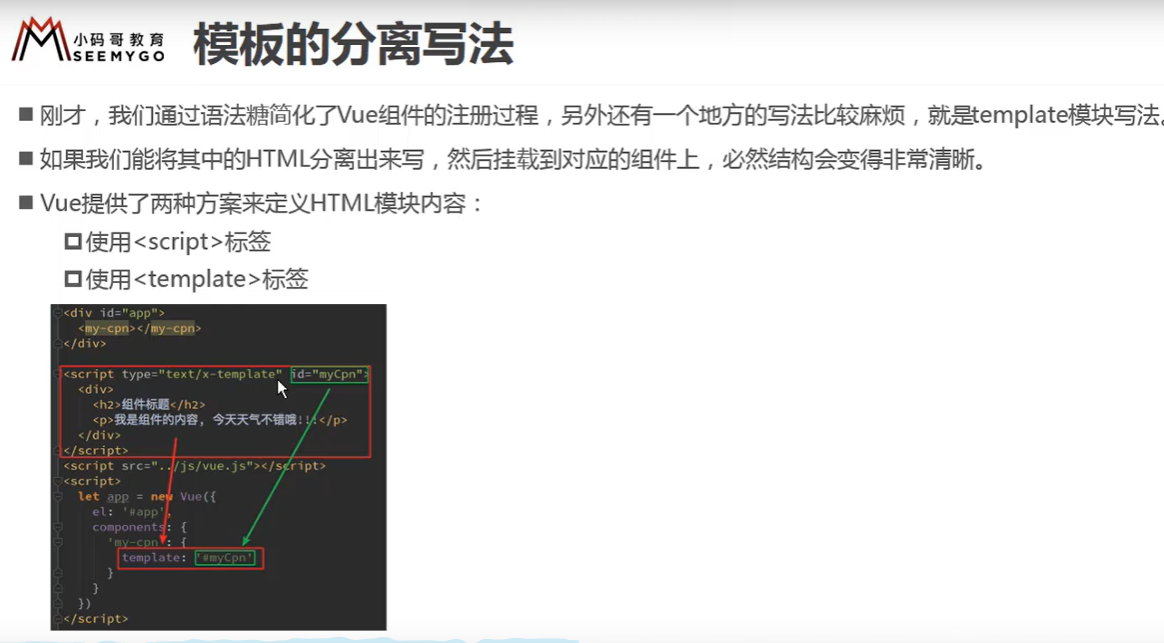 小码哥教育
SEEMYGO
模板的分离写法
刚才，我们通过语法糖简化了Vue组件的注册过程，另外还有一个地方的写法比较麻烦，就是template模块写法。
如果我们能将其中的HTML分离出来写，然后挂载到对应的组件上，必然结构会变得非常清晰。
Vue提供了两种方案来定义HTML模块内容：
使用<script>标签
使用<template>标签
<div id="app">
<my-cpn></my-cpn>
</div>
<script type="text/x-template" id="myCpn">
<div>
<h2>组件标题</h2>
<p>我是组件的内容, 今天天气不错哦!!!</p>
</div>
</script>
<script src="../js/vue.js"></script>
<script>
let app = new Vue({
el: '#app',
components: {
'my-cpn': {
template: '#myCpn'
}
}
})
</script>